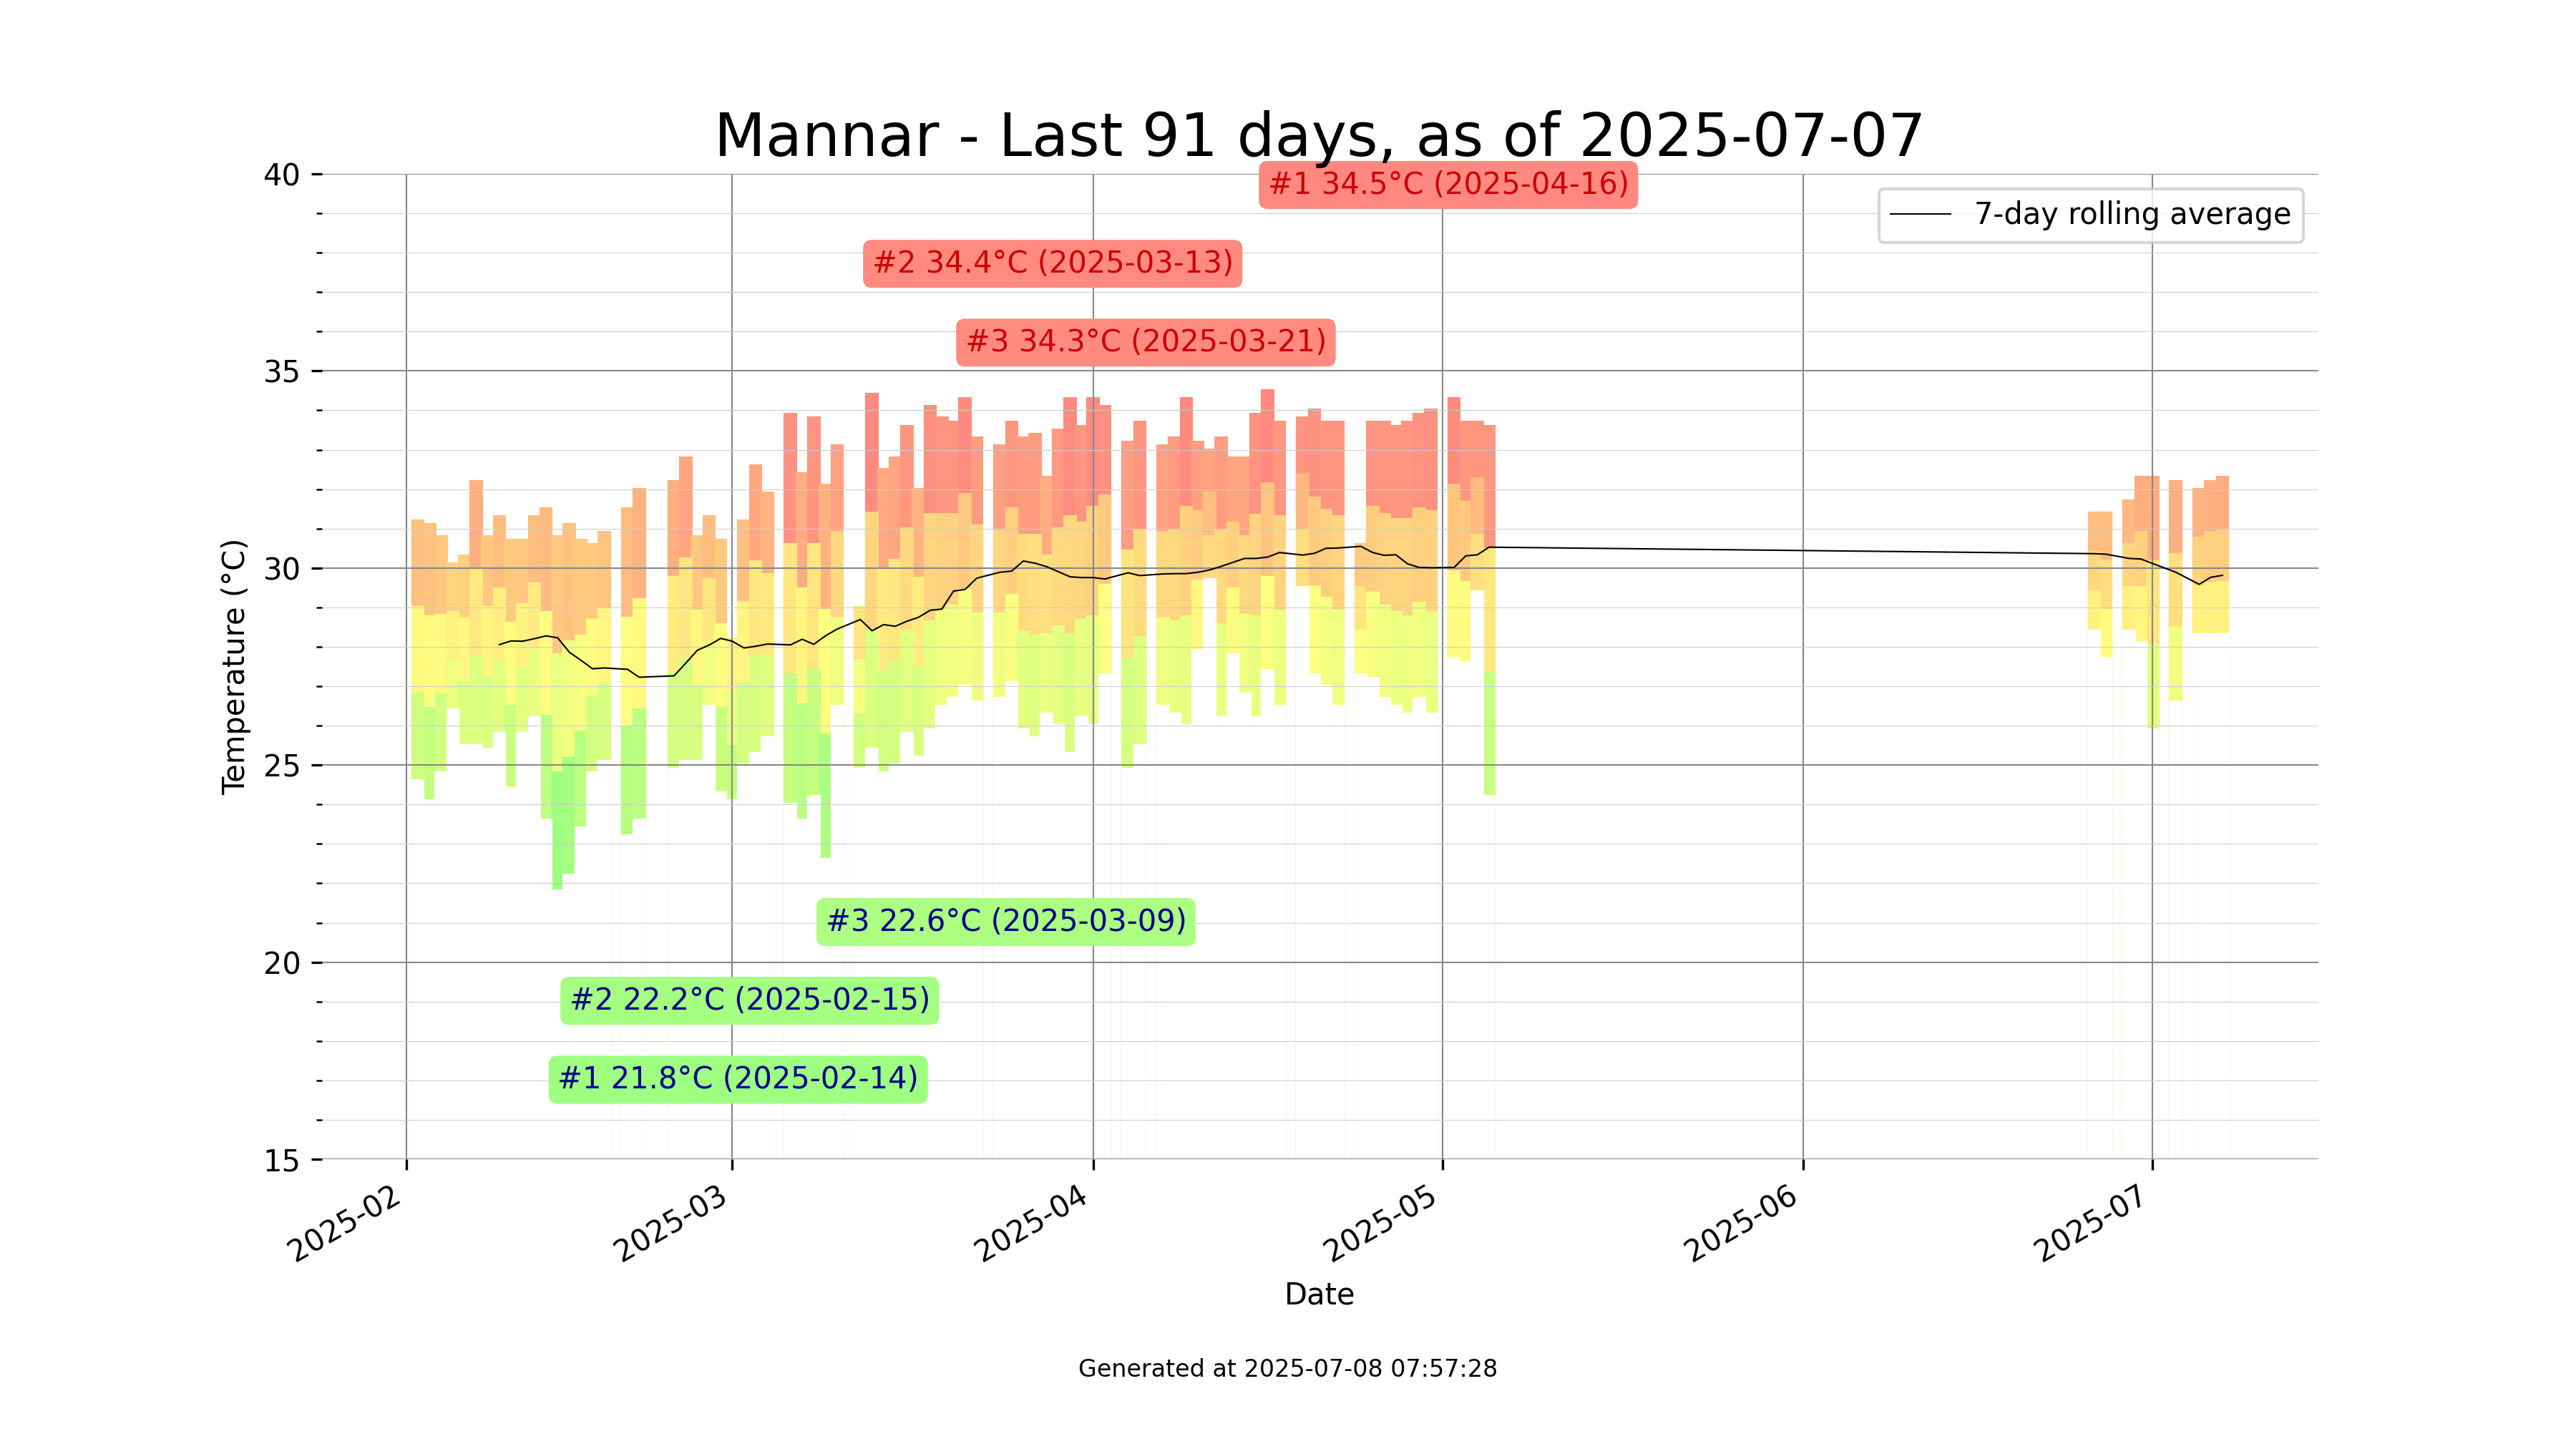 Mannar - Last 91 days, as of 2025-07-07
#1 34.5°C (2025-04-16)
7-day rolling average
#2 34.4°C (2025-03-13)
#3 34.3°C (2025-03-21)
40
35
30
25
20
15
Temperature (°C)
#3 22.6°C (2025-03-09)
#2 22.2°C (2025-02-15)
#1 21.8°C (2025-02-14)
2025-02
2025-03
2025-04
2025-05
2025-06
2025-07
Date
Generated at 2025-07-08 07:57:28